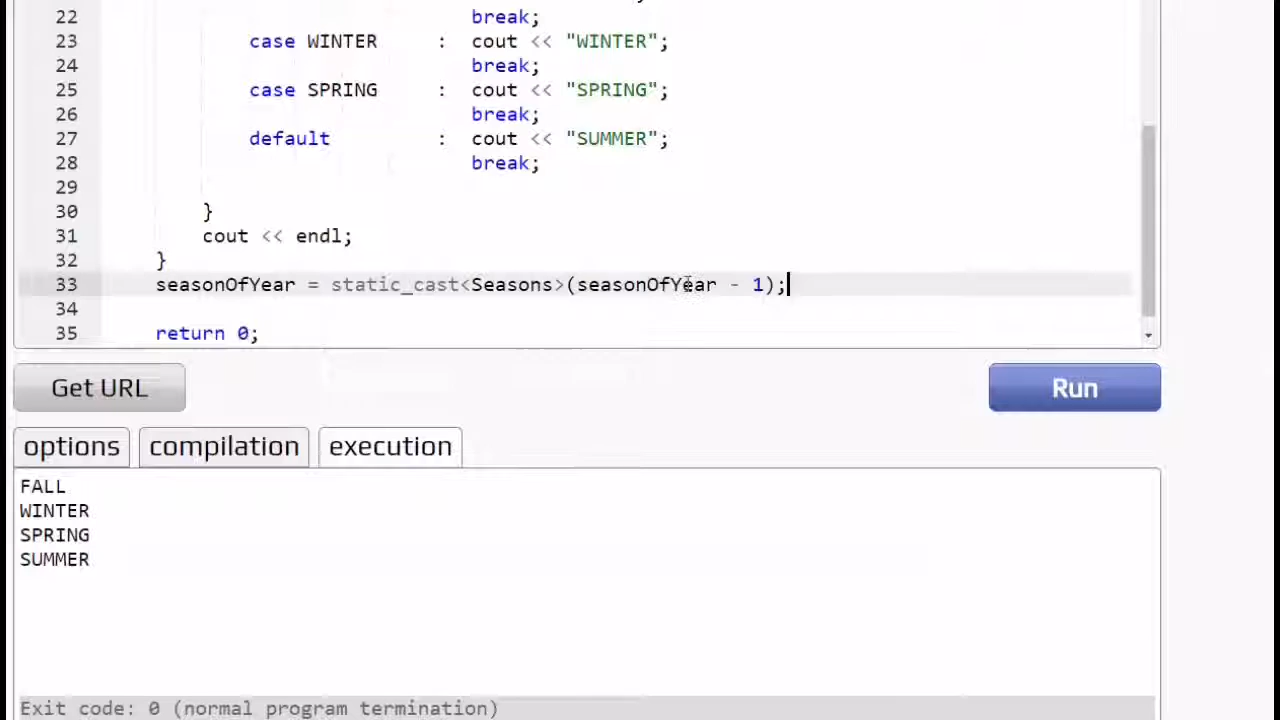 22 break;
23 case WINTER : cout << "WINTER";
24 break;
25 case SPRING : cout << "SPRING";
26 break;
27 default : cout << "SUMMER";
28 break;
29
30 }
31 cout << endl;
32 }
33 seasonOfYear = static_cast<Seasons>(seasonOfYear - 1);
34
35 return 0;
Get URL Run
options compilation execution
FALL
WINTER
SPRING
SUMMER
Exit code: 0 (normal program termination)